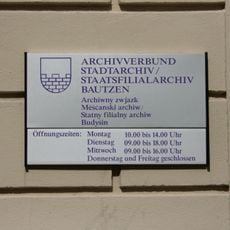 ARCHIVVERBUND
STADTARCHIV/
STAATSFILIALARCHIV
BAUTZEN
Archiwny zwjazk
Měšćanski archiw/
Statny filialny archiw
Budyšin
Öffnungszeiten: Montag 10.00 bis 14.00 Uhr
Dienstag 09.00 bis 18.00 Uhr
Mittwoch 09.00 bis 16.00 Uhr
Donnerstag und Freitag geschlossen